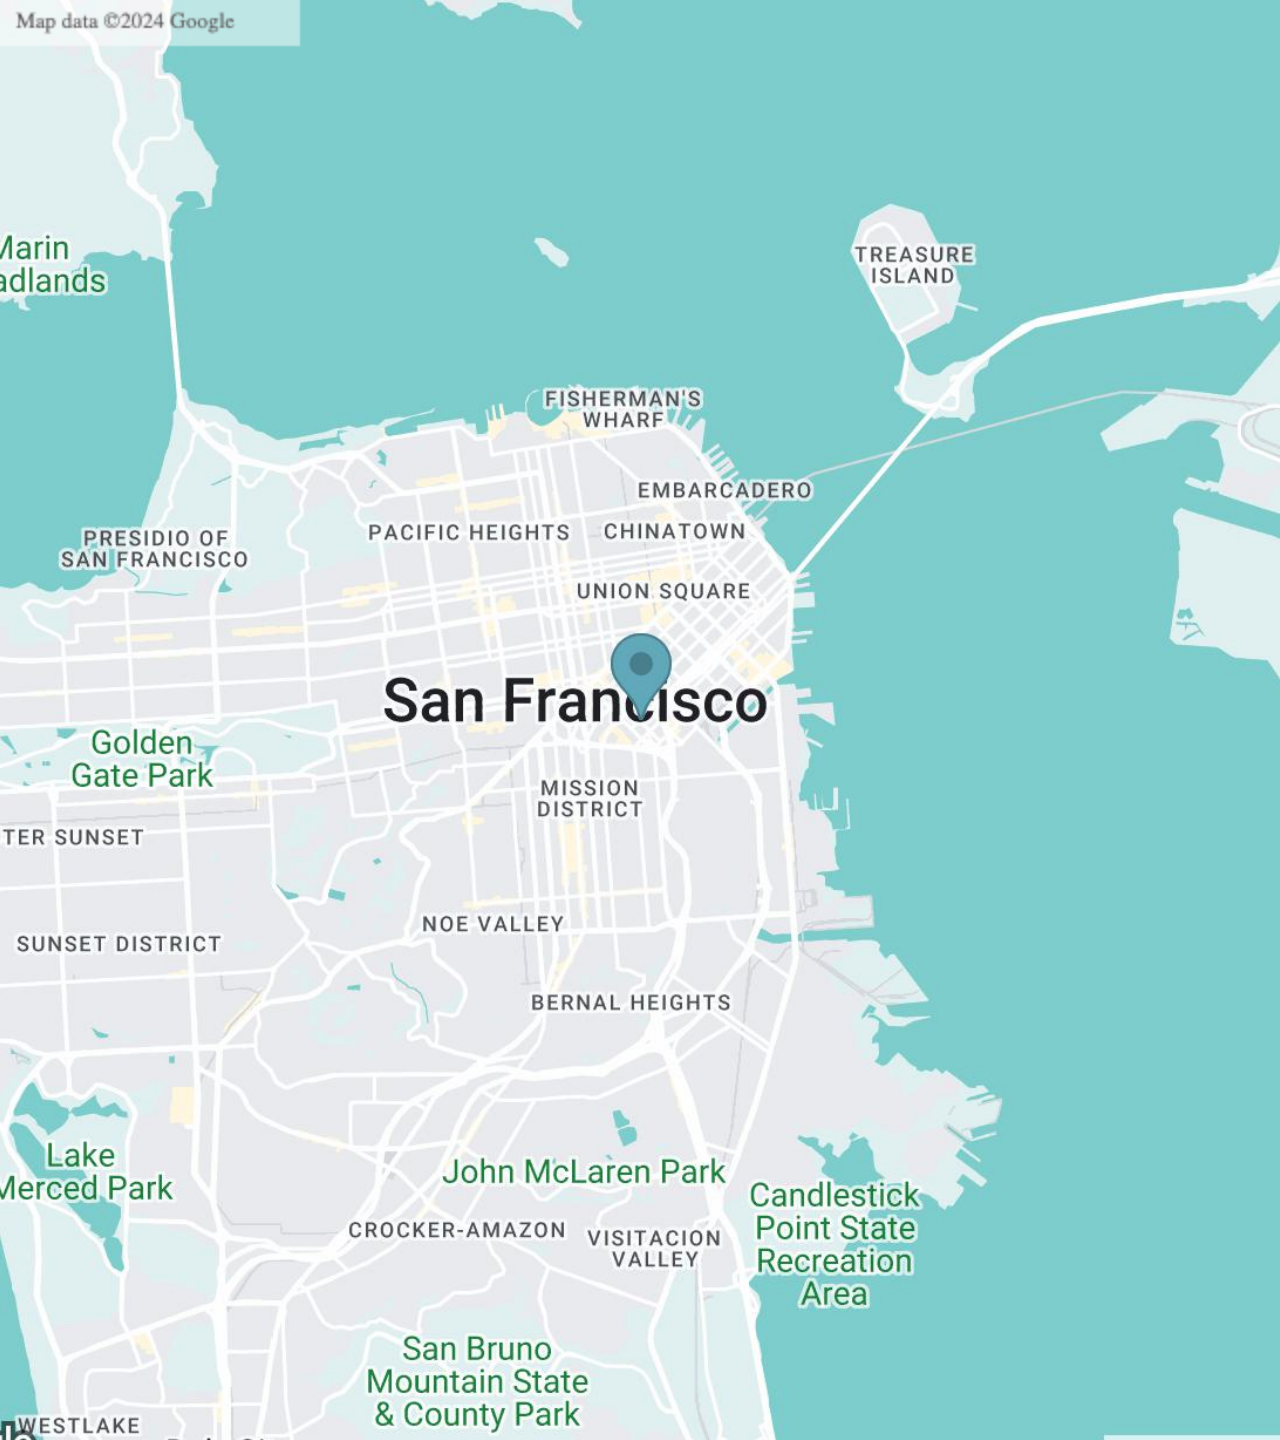 Map data ©2024 Google
Marin
adlands
TREASURE
ISLAND
FISHERMAN'S
WHARF
EMBARCADERO
PACIFIC HEIGHTS
CHINATOWN
PRESIDIO OF
SAN FRANCISCO
UNION SQUARE
San Francisco
Golden
Gate Park
MISSION
DISTRICT
TER SUNSET
NOE VALLEY
SUNSET DISTRICT
BERNAL HEIGHTS
Lake
Merced Park
John McLaren Park
Candlestick
Point State
Recreation
Area
CROCKER-AMAZON
VISITACION
VALLEY
San Bruno
Mountain State
& County Park
WESTLAKE